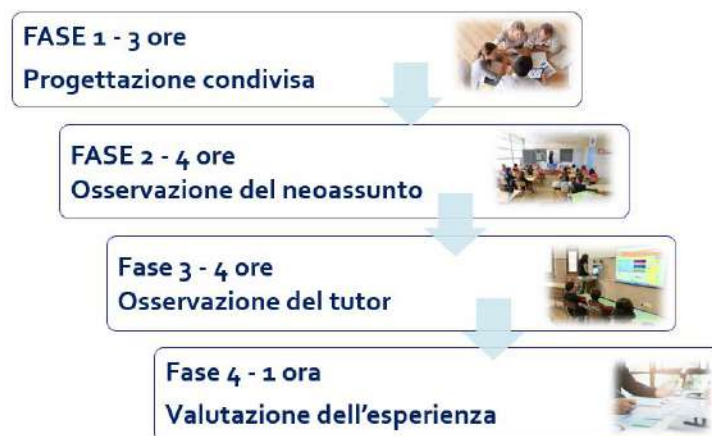 FASE 1 - 3 ore
Progettazione condivisa
FASE 2 - 4 ore
Osservazione del neoassunto
Fase 3 - 4 ore
Osservazione del tutor
Fase 4 - 1 ora
Valutazione dell'esperienza